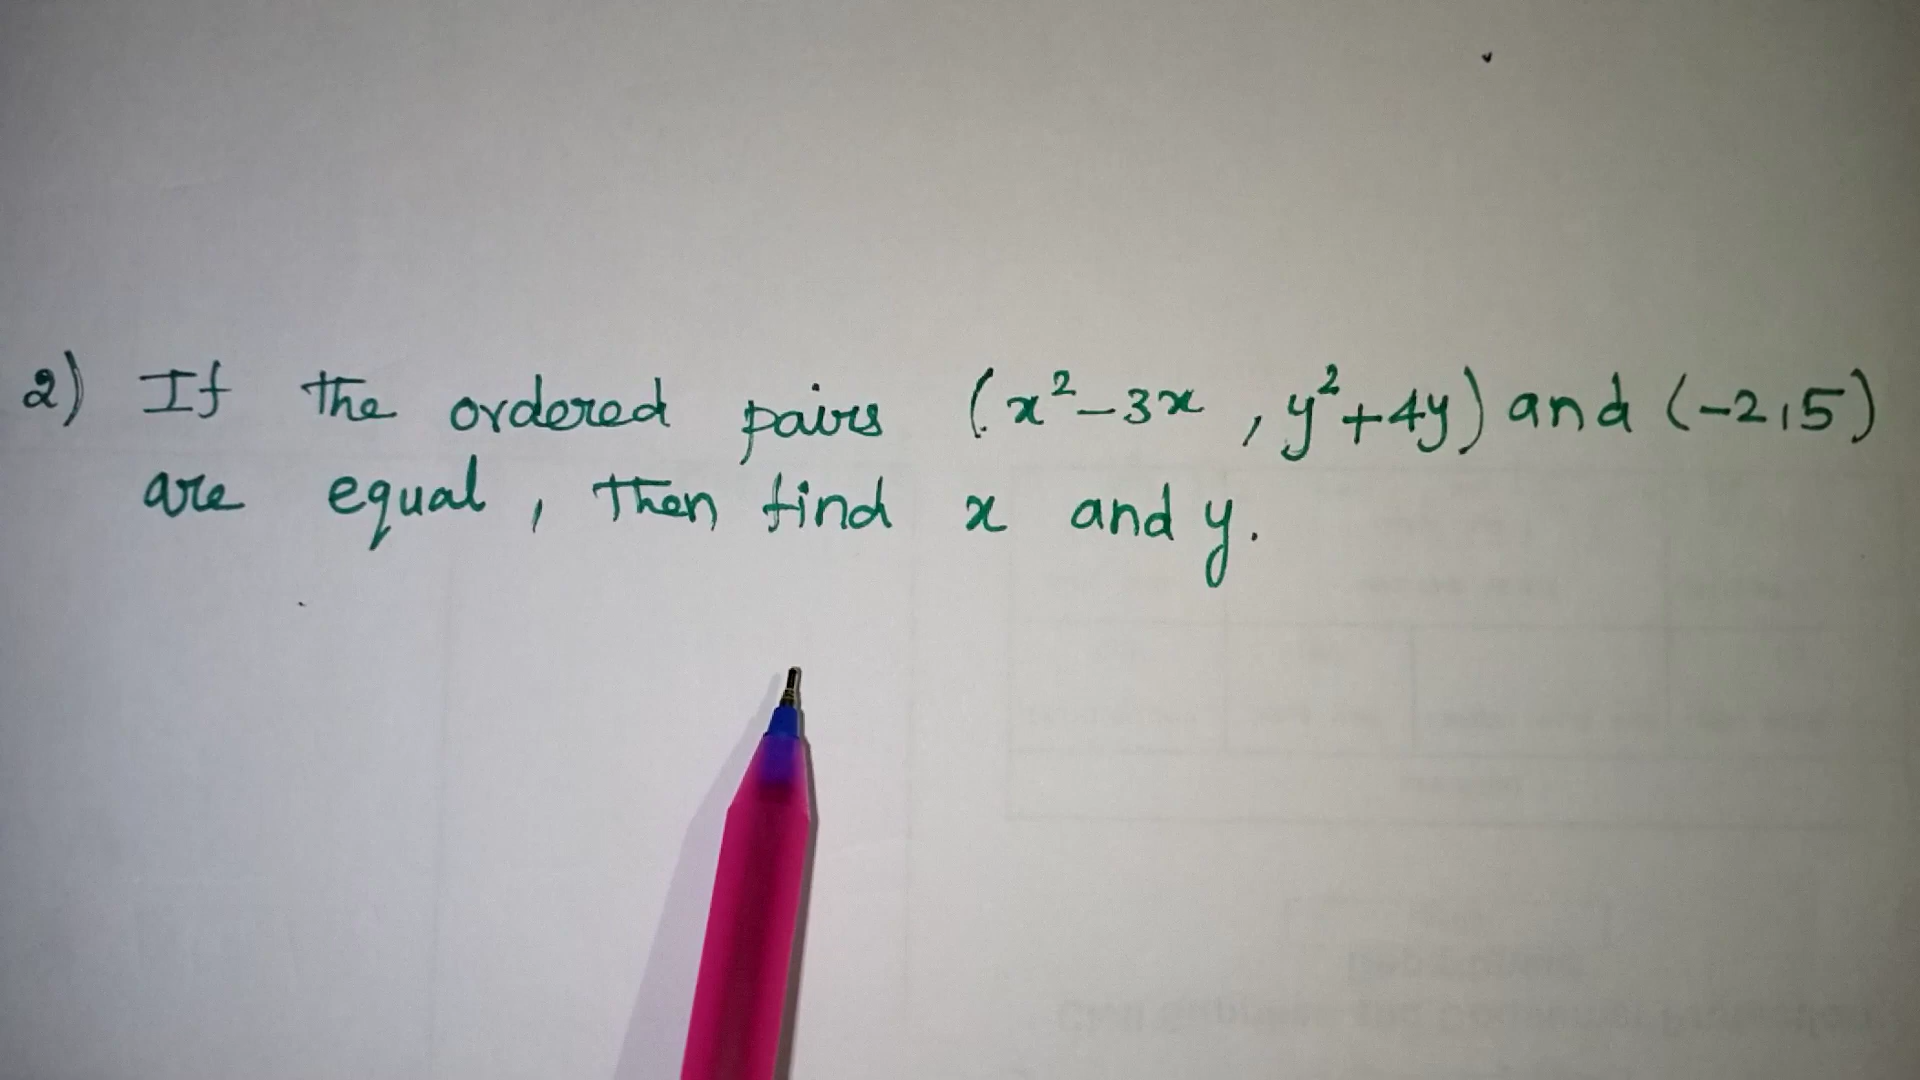 2) If the ordered pairs (x²-3x, y²+4y) and (-2,5)
are equal, then find x and y.